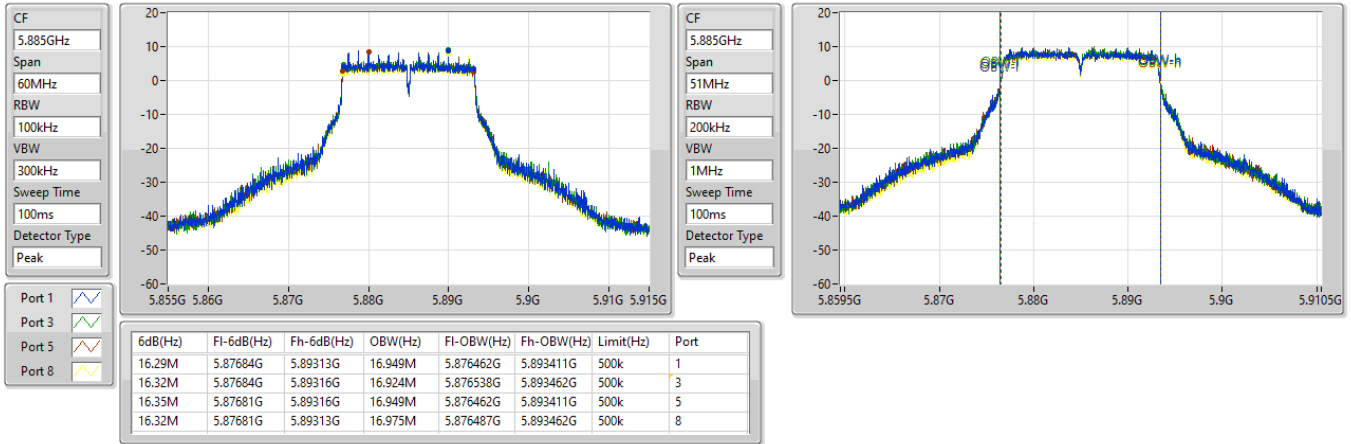 CF
5.885GHz
Span
60MHz
RBW
100kHz
VBW
300kHz
Sweep Time
100ms
Detector Type
Peak
20
10
0
-10
-20
-30
-40
-50
-60
5.855G 5.86G 5.87G 5.88G 5.89G 5.9G 5.91G 5.915G
CF
5.885GHz
Span
51MHz
RBW
200kHz
VBW
1MHz
Sweep Time
100ms
Detector Type
Peak
20
10
0
-10
-20
-30
-40
-50
-60
OBW-l
OBW-h
5.8595G 5.87G 5.88G 5.89G 5.9G 5.9105G
Port 1
Port 3
Port 5
Port 8
6dB(Hz) Fl-6dB(Hz) Fh-6dB(Hz) OBW(Hz) Fl-OBW(Hz) Fh-OBW(Hz) Limit(Hz) Port
16.29M 5.87684G 5.89313G 16.949M 5.876462G 5.893411G 500k 1
16.32M 5.87684G 5.89316G 16.924M 5.876538G 5.893462G 500k 3
16.35M 5.87681G 5.89316G 16.949M 5.876462G 5.893411G 500k 5
16.32M 5.87681G 5.89313G 16.975M 5.876487G 5.893462G 500k 8